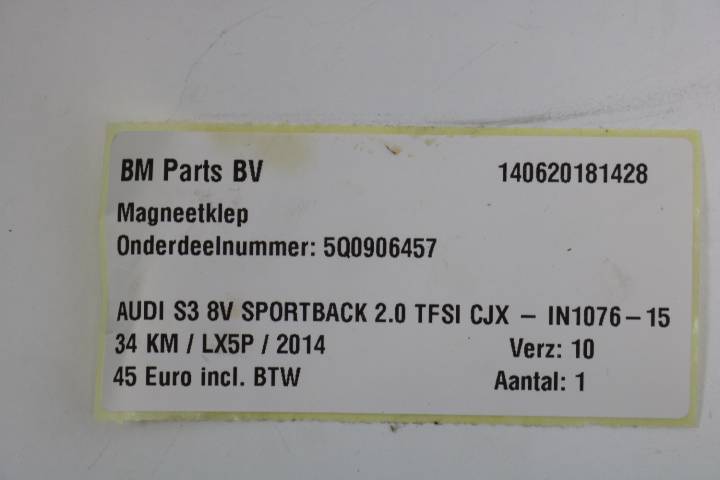 BM Parts BV 140620181428
Magneetklep
Onderdeelnummer: 5Q0906457
AUDI S3 8V SPORTBACK 2.0 TFSI CJX – IN1076–15
34 KM / LX5P / 2014 Verz: 10
45 Euro incl. BTW Aantal: 1